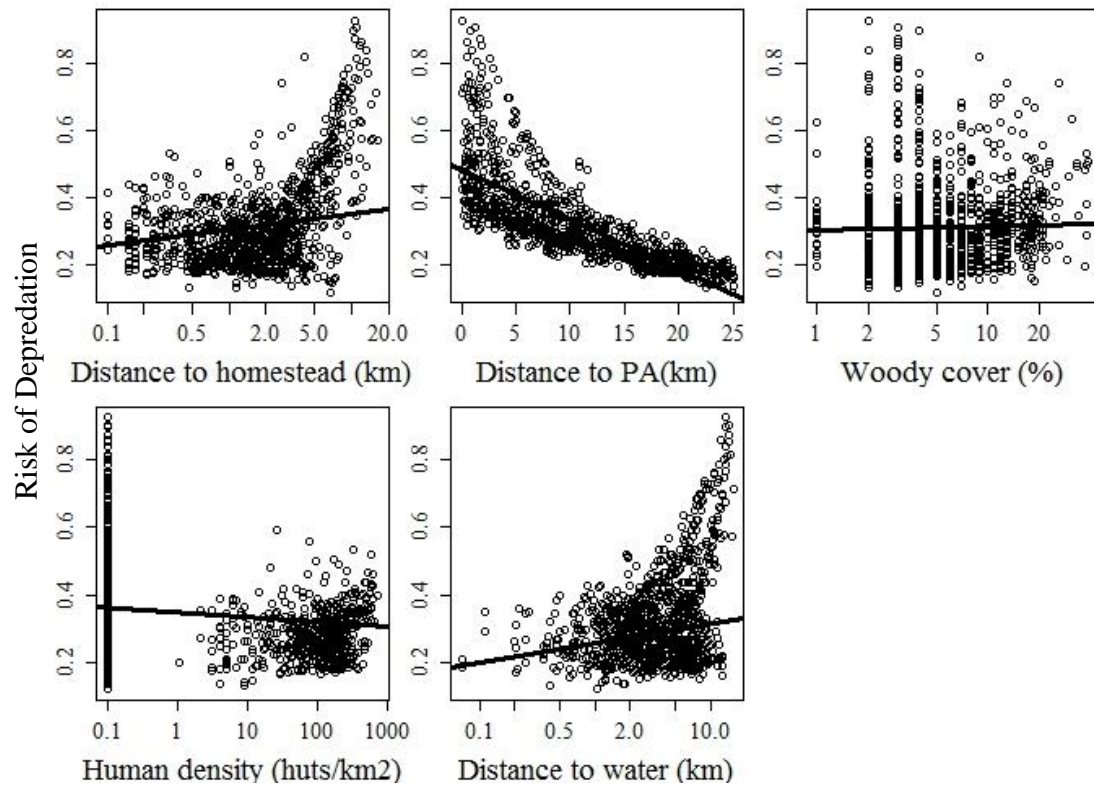 Risk of Depredation
0.2 0.4 0.6 0.8
0.1 0.5 2.0 5.0 20.0
Distance to homestead (km)
0.2 0.4 0.6 0.8
0 5 10 15 20 25
Distance to PA(km)
0.2 0.4 0.6 0.8
1 2 5 10 20
Woody cover (%)
0.2 0.4 0.6 0.8
0.1 1 10 100 1000
Human density (huts/km2)
0.2 0.4 0.6 0.8
0.1 0.5 2.0 10.0
Distance to water (km)